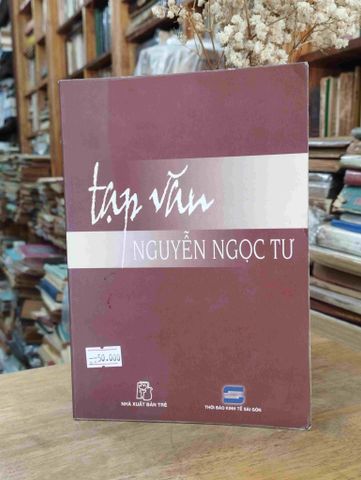 tạp văn
NGUYỄN NGỌC TƯ
50.000
NHÀ XUẤT BẢN TRẺ
THỜI BÁO KINH TẾ SÀI GÒN